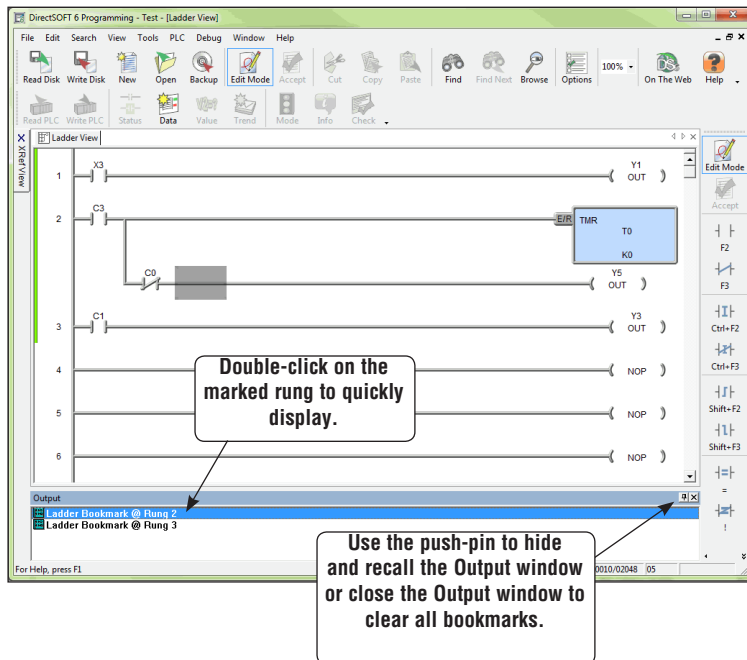 DirectSOFT 6 Programming - Test - [Ladder View]
File Edit Search View Tools PLC Debug Window Help
Read Disk Write Disk New Open Backup Edit Mode Accept Cut Copy Paste Find Find Next Browse Options 100% On The Web Help
Read PLC Write PLC Status Data Value Trend Mode Info Check
XRefView
Ladder View
1 X3 Y1
OUT
2 C3 E/R TMR
T0
K0
C0 Y5
OUT
3 C1 Y3
OUT
4 NOP
5 NOP
6 NOP
Edit Mode
Accept
F2
F3
Ctrl+F2
Ctrl+F3
Shift+F2
Shift+F3
=
!
Double-click on the
marked rung to quickly
display.
Output
Ladder Bookmark @ Rung 2
Ladder Bookmark @ Rung 3
Use the push-pin to hide
and recall the Output window
or close the Output window to
clear all bookmarks.
For Help, press F1
0010/02048 05